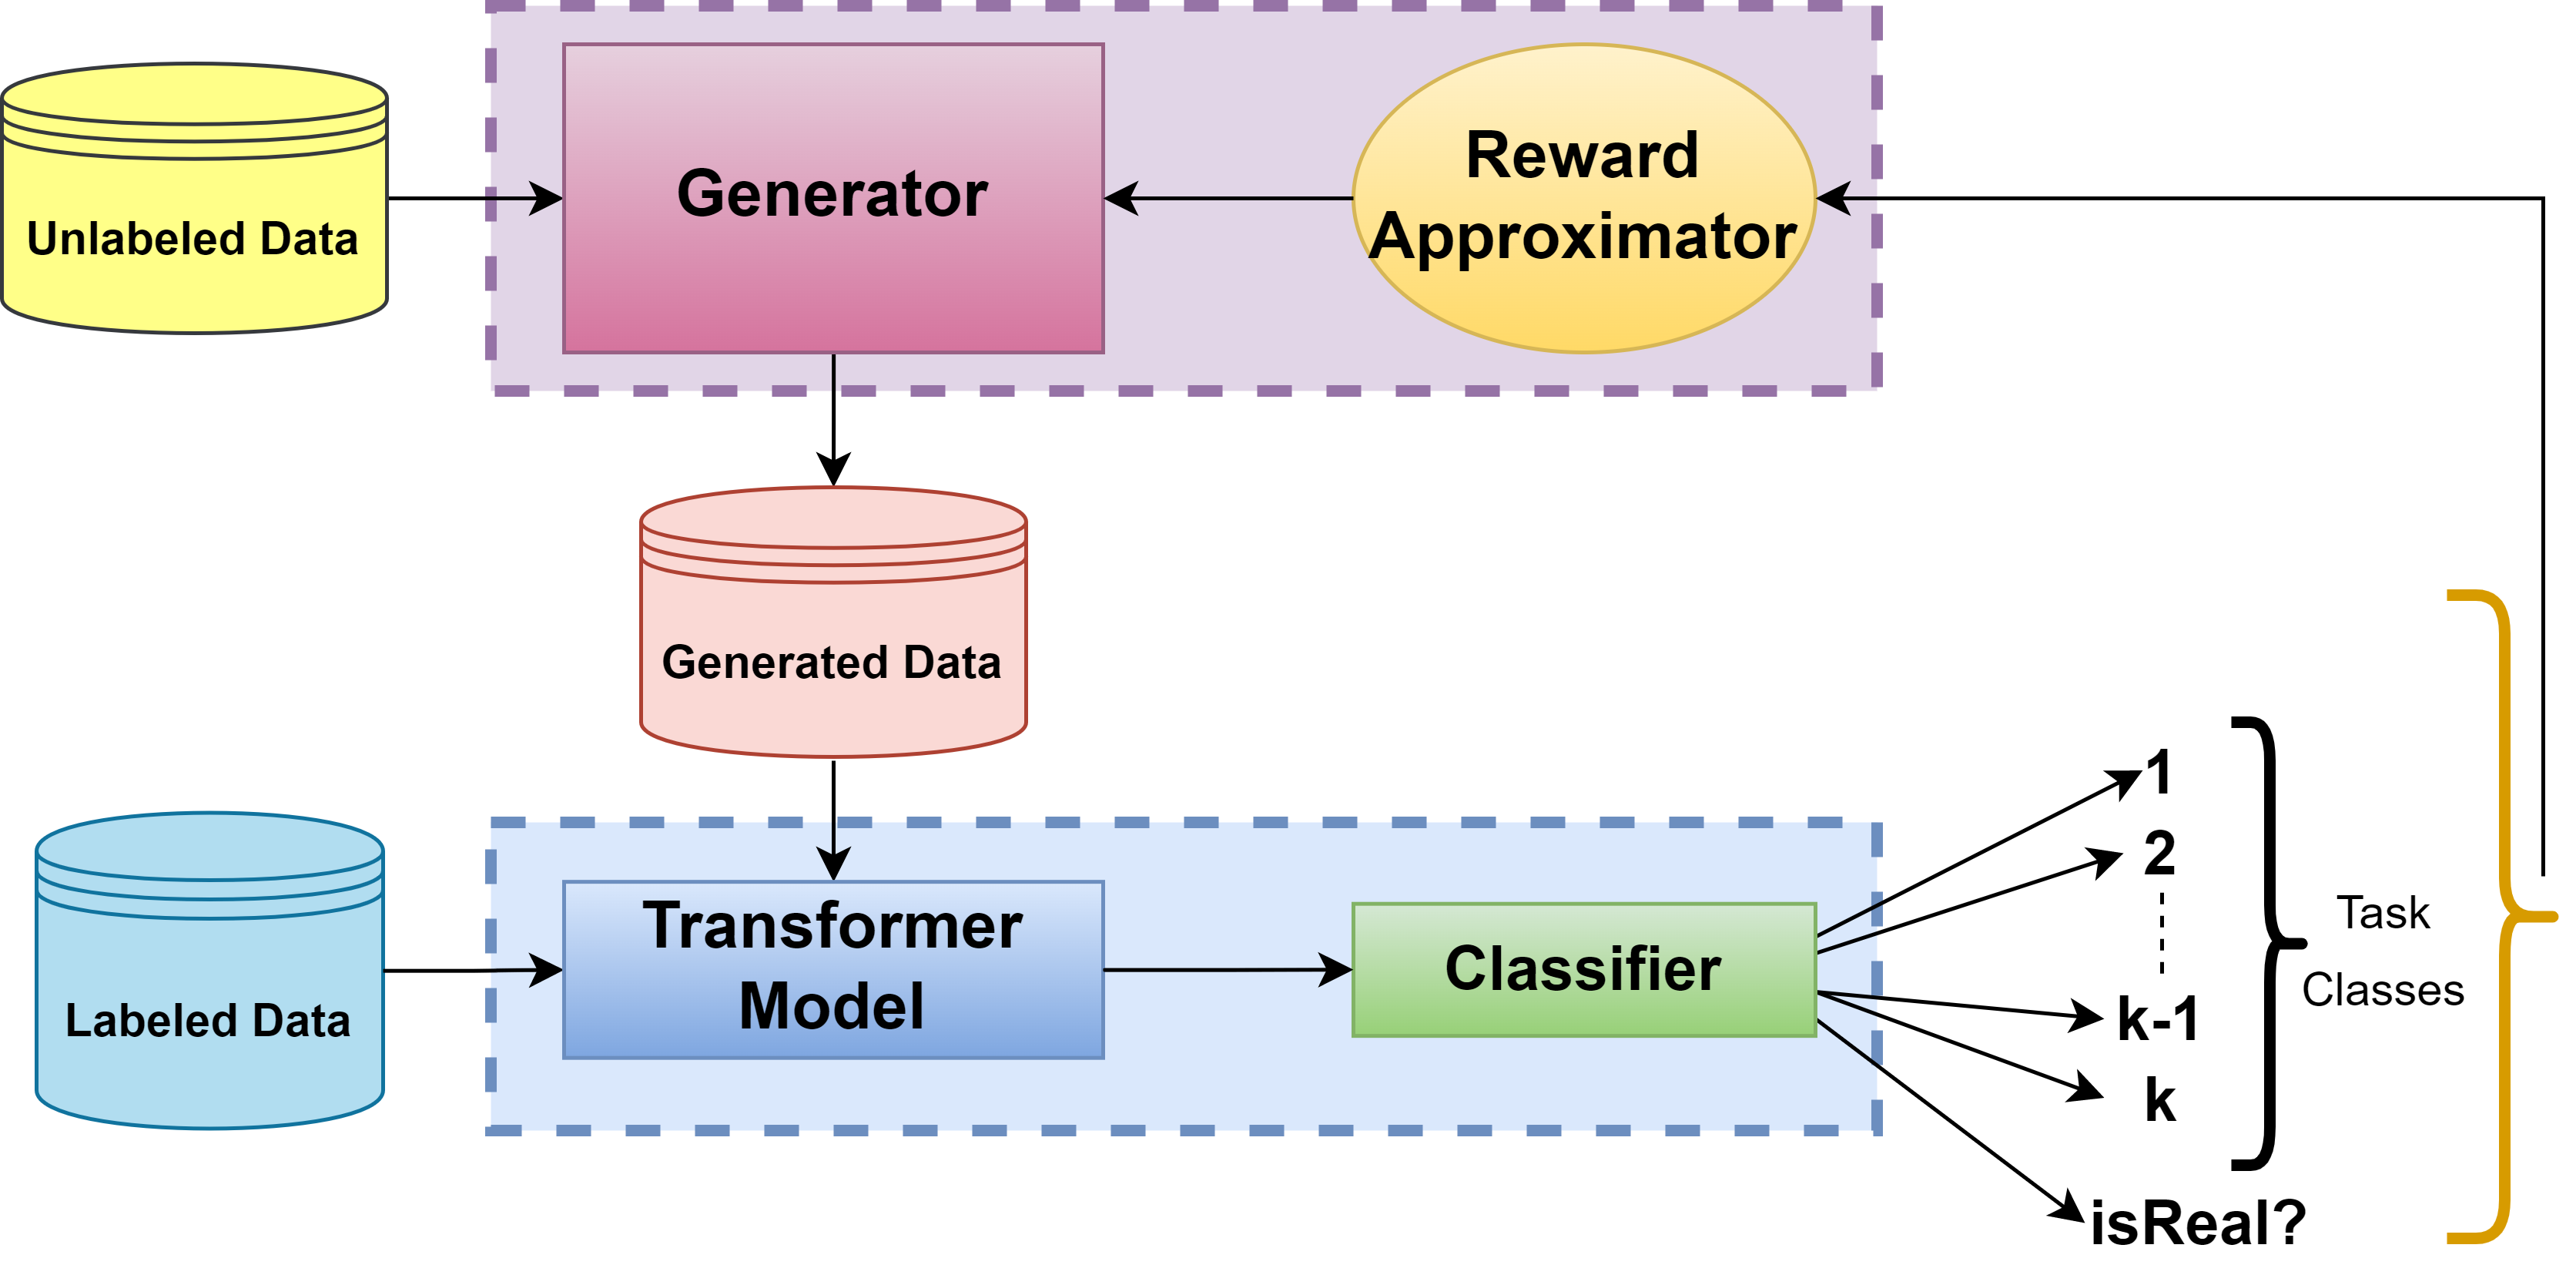 Unlabeled Data
Generator
Reward
Approximator
Generated Data
Labeled Data
Transformer
Model
Classifier
1
2
k-1
k
isReal?
Task
Classes